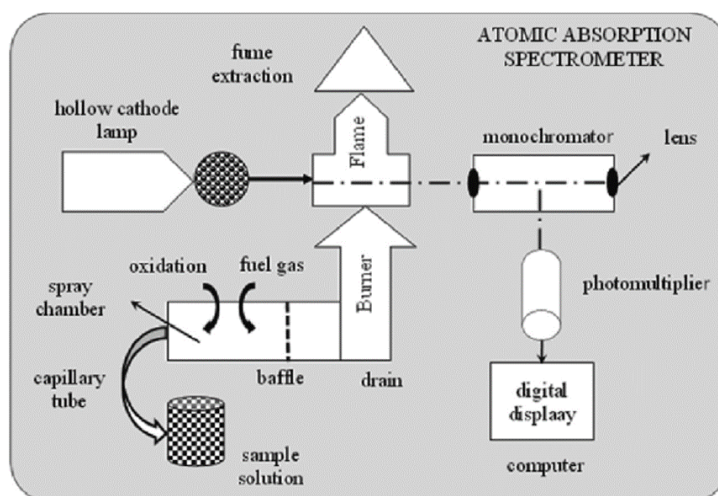 ATOMIC ABSORPTION
SPECTROMETER
fume
extraction
hollow cathode
lamp
Flame
monochromator
lens
oxidation
fuel gas
spray
chamber
Burner
photomultiplier
capillary
tube
baffle
drain
digital
displaay
sample
solution
computer